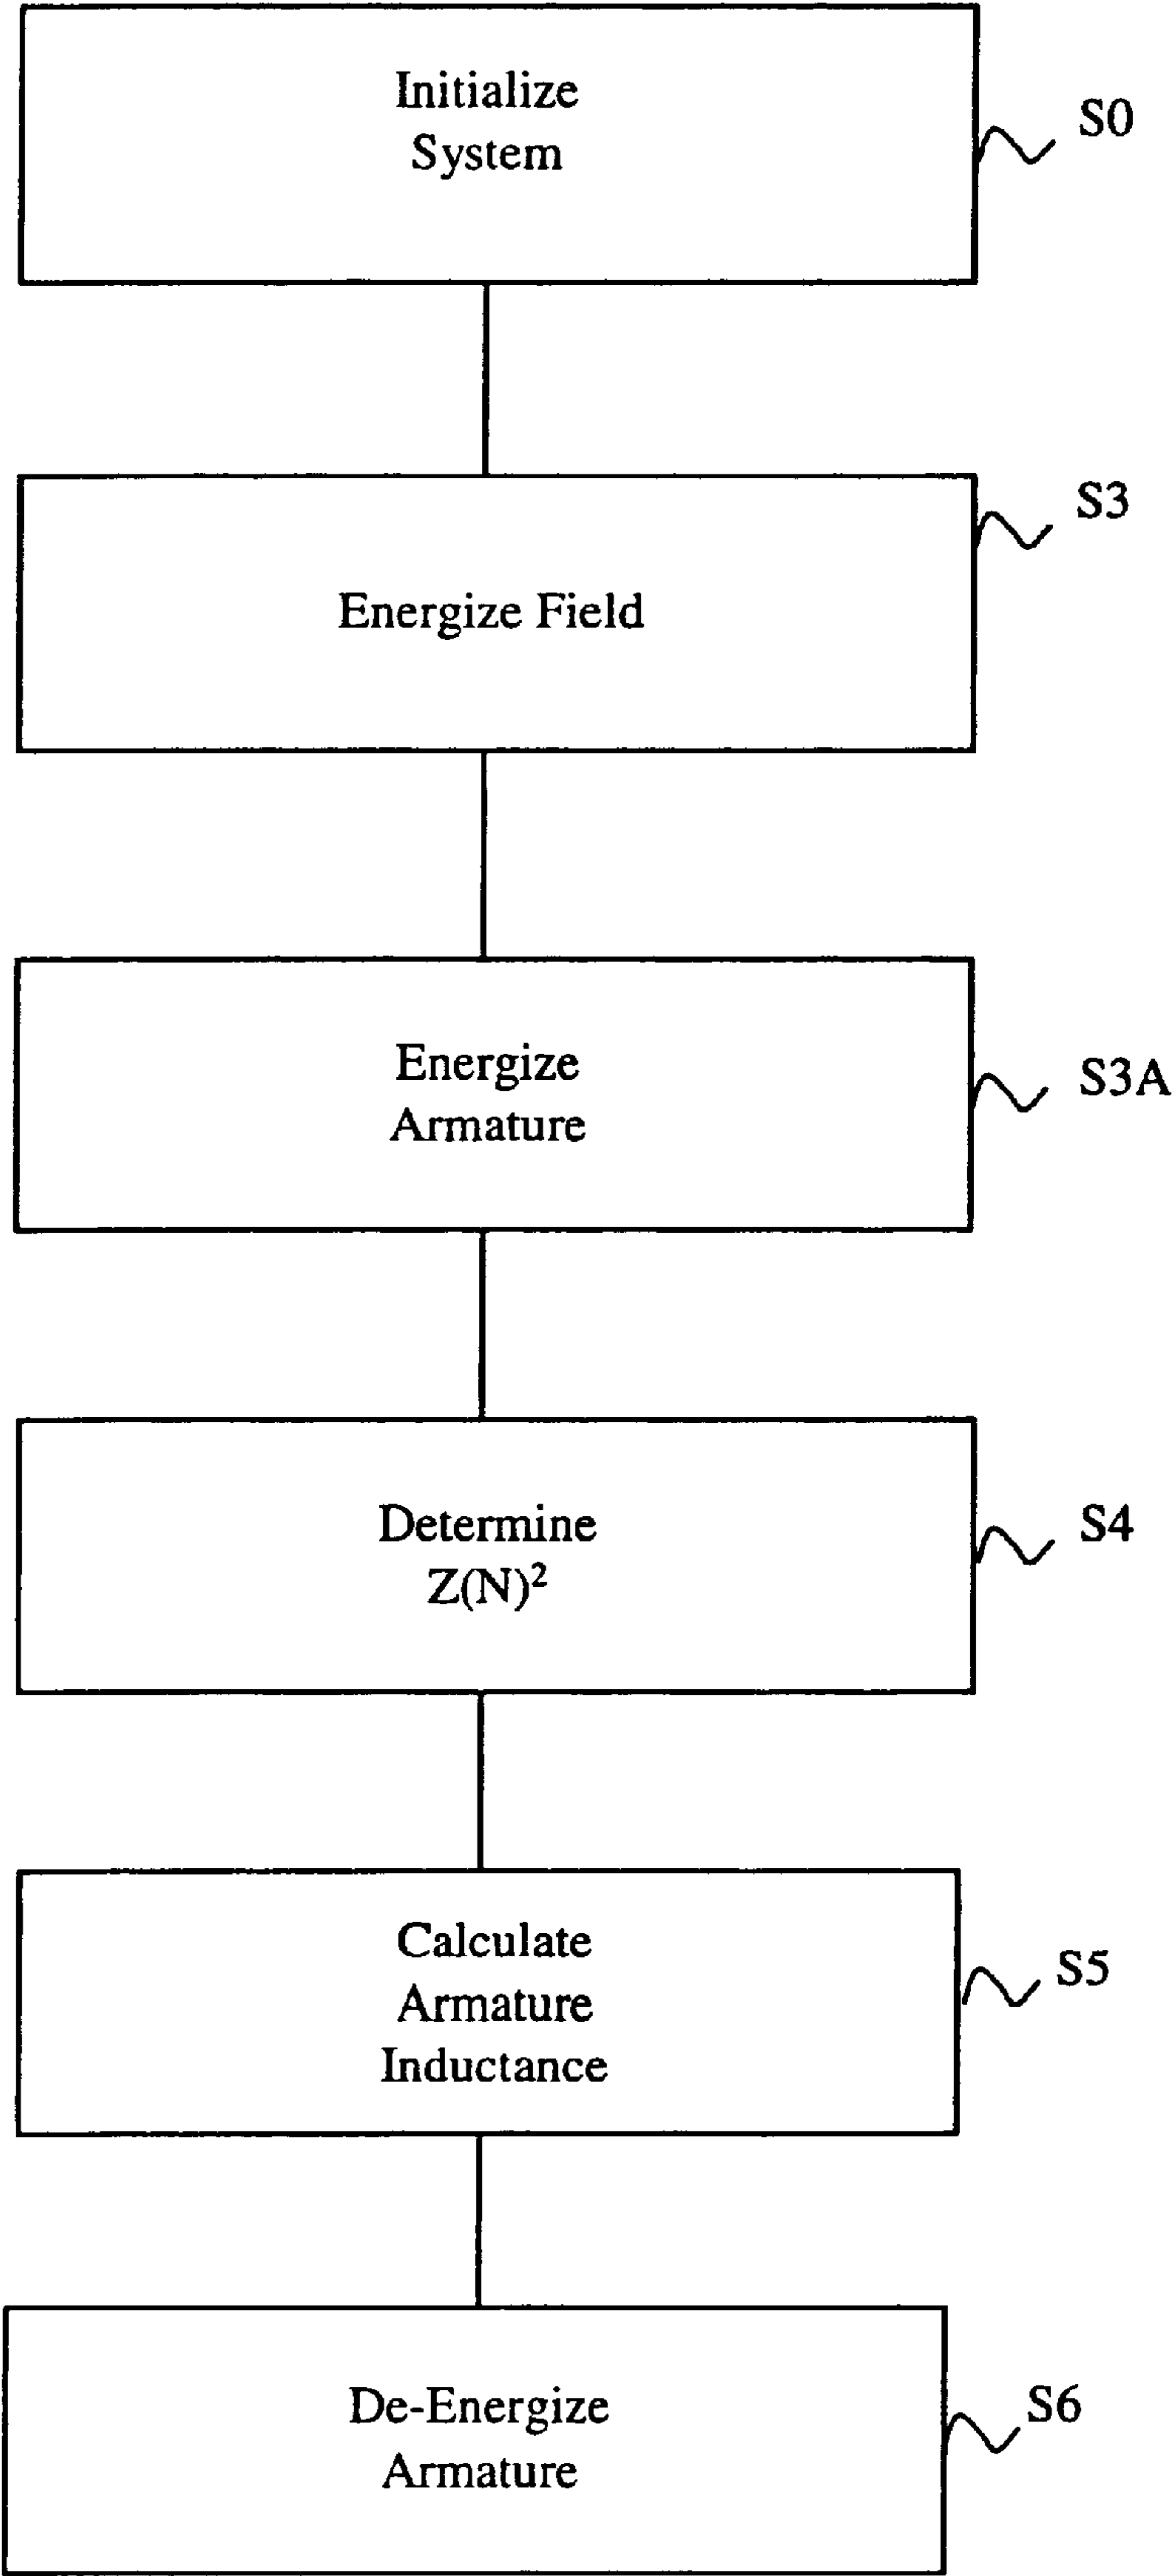 Initialize
System
S0
S3
Energize Field
Energize
Armature
S3A
Determine
Z(N)²
S4
Calculate
Armature
Inductance
S5
De-Energize
Armature
S6